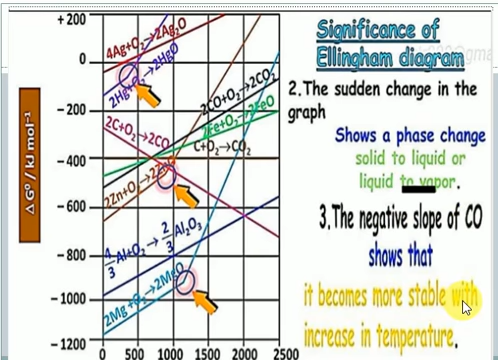 Significance of
Ellingham diagram
2.The sudden change in the
graph
Shows a phase change
solid to liquid or
liquid to vapor.
3.The negative slope of CO
shows that
it becomes more stable with
increase in temperature.
Δ G° / kJ mol⁻¹
+ 200
0
− 200
− 400
− 600
− 800
− 1000
− 1200
0 500 1000 1500 2000 2500
4Ag+O₂→2Ag₂O
2Hg+O₂→2HgO
2CO+O₂→2CO₂
2Fe+O₂→2FeO
2C+O₂→2CO
C+O₂→CO₂
2Zn+O₂→2ZnO
4/3 Al+O₂ → 2/3 Al₂O₃
2Mg +O₂→2MgO